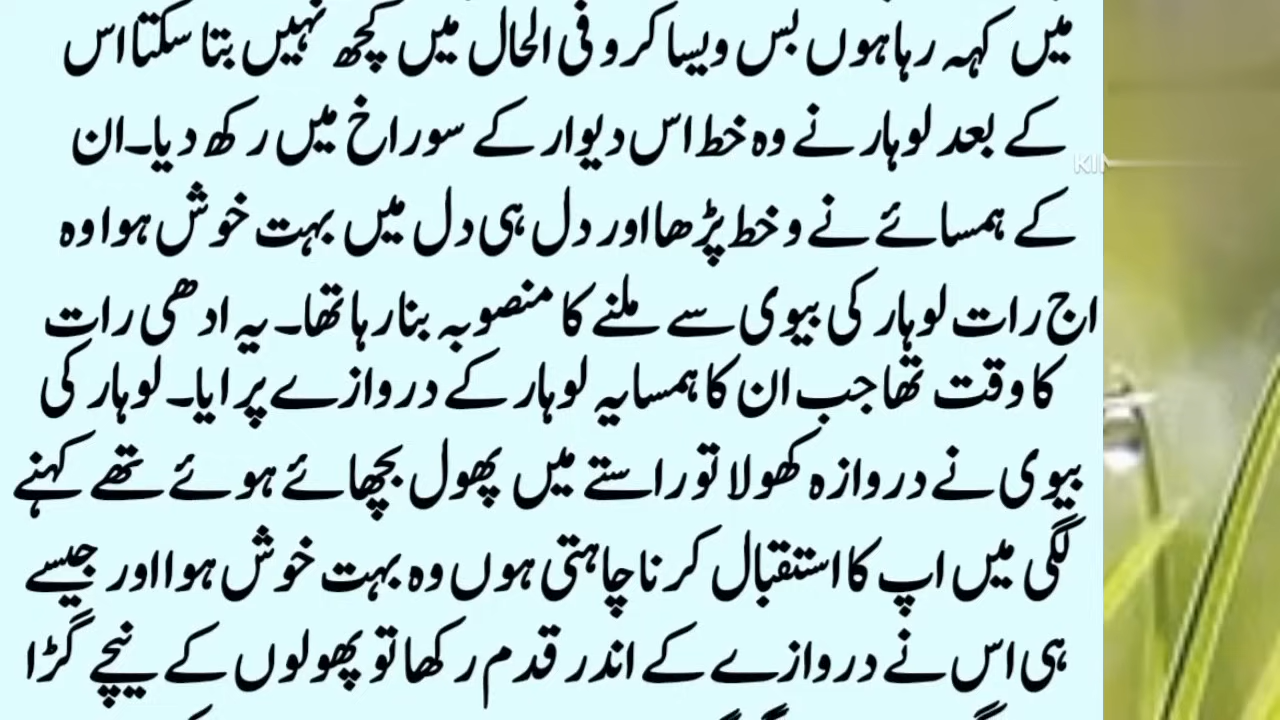 میں کہہ رہا ہوں بس ویسا کرو فی الحال میں کچھ نہیں بتا سکتا اس
کے بعد لوہار نے وہ خط اس دیوار کے سوراخ میں رکھ دیا۔ ان
کے ہمسائے نے و خط پڑھا اور دل ہی دل میں بہت خوش ہوا وہ
اج رات لوہار کی بیوی سے ملنے کا منصوبہ بنا رہا تھا۔ یہ ادھی رات
کا وقت تھا جب ان کا ہمسایہ لوہار کے دروازے پر ایا۔ لوہار کی
بیوی نے دروازہ کھولا تو راستے میں پھول بچھائے ہوئے تھے کہنے
لگی میں اپ کا استقبال کرنا چاہتی ہوں وہ بہت خوش ہوا اور جیسے
ہی اس نے دروازے کے اندر قدم رکھا تو پھولوں کے نیچے گڑا